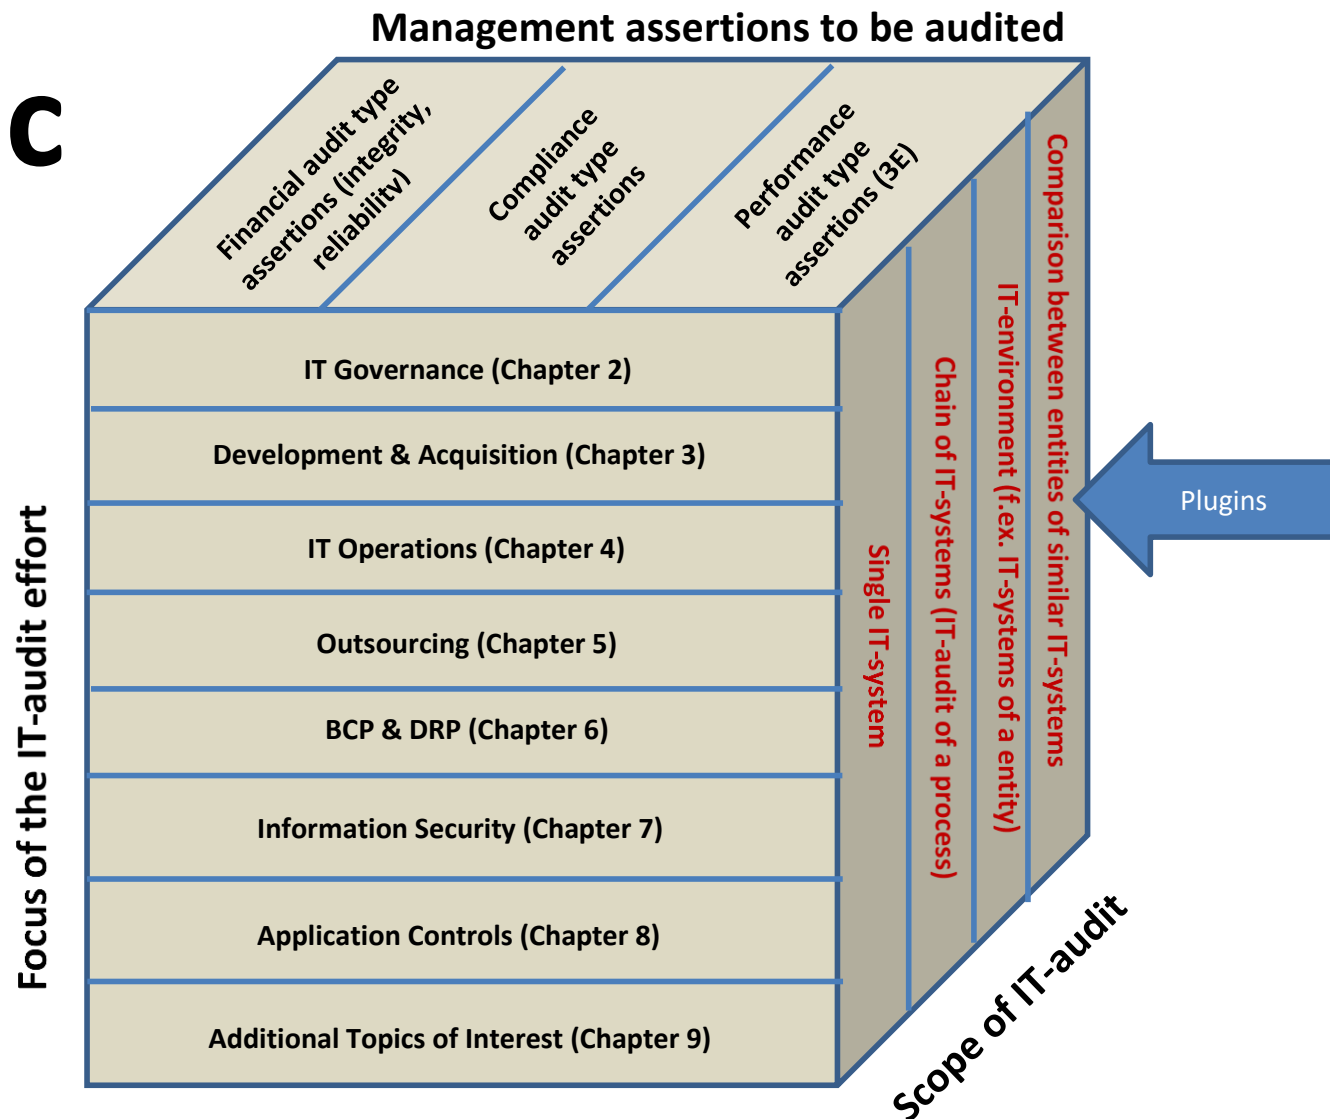 Management assertions to be audited
C
Financial audit type
assertions (integrity,
reliability)
Compliance
audit type
assertions
Performance
audit type
assertions (3E)
Focus of the IT-audit effort
IT Governance (Chapter 2)
Development & Acquisition (Chapter 3)
IT Operations (Chapter 4)
Outsourcing (Chapter 5)
BCP & DRP (Chapter 6)
Information Security (Chapter 7)
Application Controls (Chapter 8)
Additional Topics of Interest (Chapter 9)
Single IT-system
Chain of IT-systems (IT-audit of a process)
IT-environment (f.ex. IT-systems of a entity)
Comparison between entities of similar IT-systems
Scope of IT-audit
Plugins